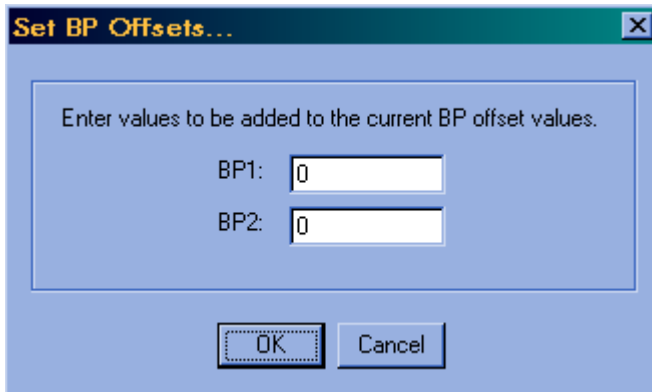 Set BP Offsets...
Enter values to be added to the current BP offset values.
BP1: 0
BP2: 0
OK Cancel